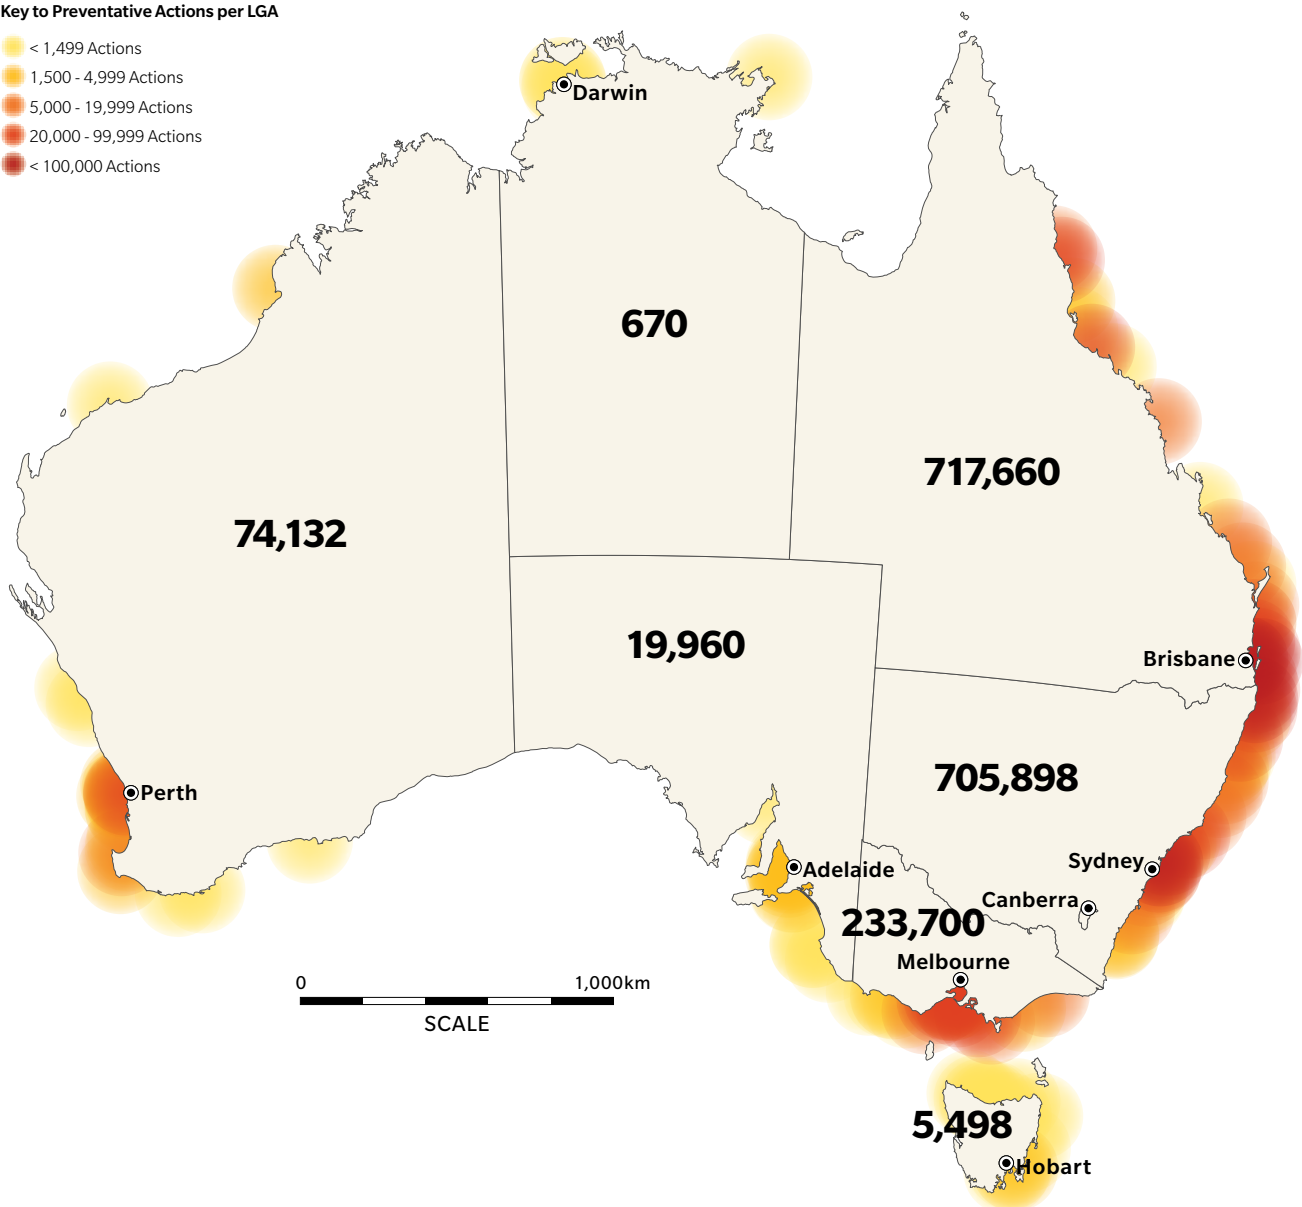 Key to Preventative Actions per LGA
< 1,499 Actions
1,500 - 4,999 Actions
5,000 - 19,999 Actions
20,000 - 99,999 Actions
< 100,000 Actions
Darwin
670
717,660
74,132
19,960
Brisbane
705,898
Perth
Sydney
Adelaide
Canberra
233,700
Melbourne
0 1,000km
SCALE
5,498
Hobart